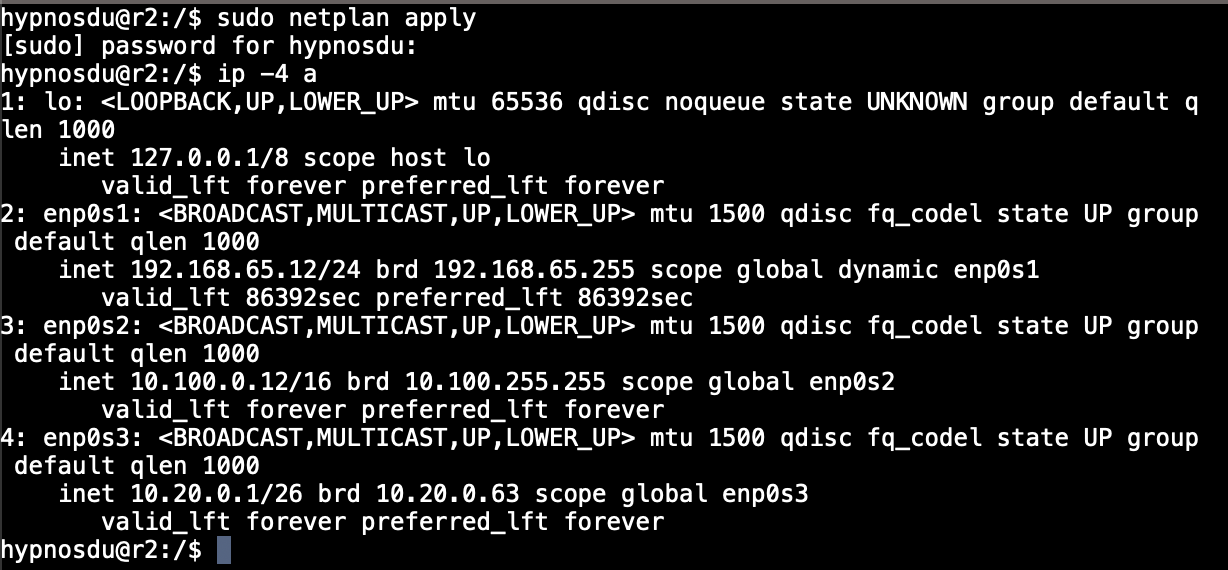 hypnosdu@r2:/$ sudo netplan apply
[sudo] password for hypnosdu:
hypnosdu@r2:/$ ip -4 a
1: lo: <LOOPBACK,UP,LOWER_UP> mtu 65536 qdisc noqueue state UNKNOWN group default q
len 1000
    inet 127.0.0.1/8 scope host lo
       valid_lft forever preferred_lft forever
2: enp0s1: <BROADCAST,MULTICAST,UP,LOWER_UP> mtu 1500 qdisc fq_codel state UP group
 default qlen 1000
    inet 192.168.65.12/24 brd 192.168.65.255 scope global dynamic enp0s1
       valid_lft 86392sec preferred_lft 86392sec
3: enp0s2: <BROADCAST,MULTICAST,UP,LOWER_UP> mtu 1500 qdisc fq_codel state UP group
 default qlen 1000
    inet 10.100.0.12/16 brd 10.100.255.255 scope global enp0s2
       valid_lft forever preferred_lft forever
4: enp0s3: <BROADCAST,MULTICAST,UP,LOWER_UP> mtu 1500 qdisc fq_codel state UP group
 default qlen 1000
    inet 10.20.0.1/26 brd 10.20.0.63 scope global enp0s3
       valid_lft forever preferred_lft forever
hypnosdu@r2:/$